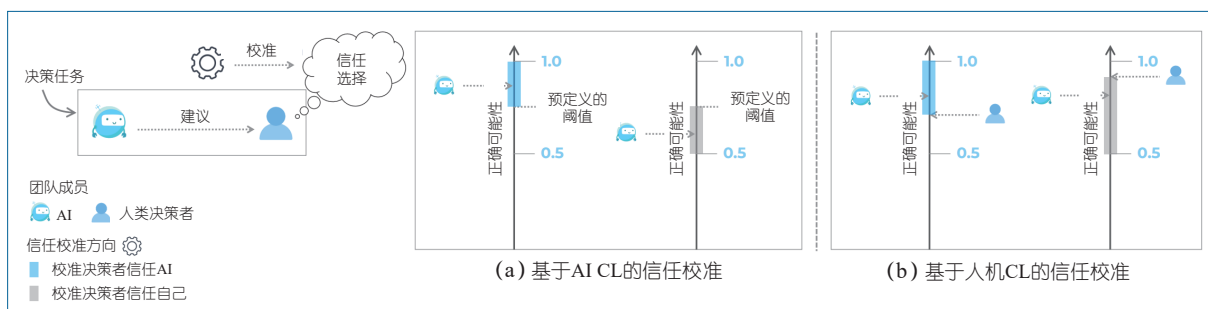 决策任务
校准
信任
选择
建议
团队成员
AI
人类决策者
信任校准方向
校准决策者信任AI
校准决策者信任自己
正确可能性
1.0
预定义的
阈值
0.5
正确可能性
1.0
预定义的
阈值
0.5
(a)基于AI CL的信任校准
正确可能性
1.0
0.5
正确可能性
1.0
0.5
(b)基于人机CL的信任校准